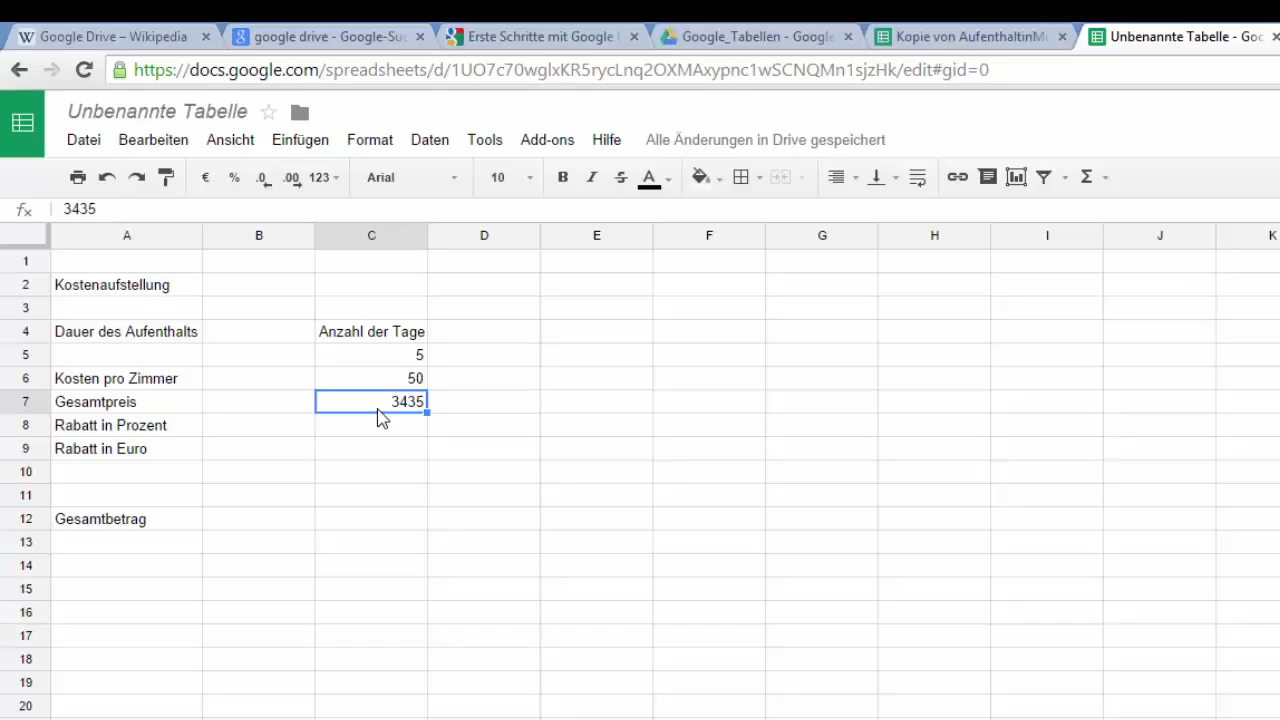 Google Drive – Wikipedia
google drive - Google-Su
Erste Schritte mit Google
Google_Tabellen - Google
Kopie von AufenthaltinM
Unbenannte Tabelle - Goo
https://docs.google.com/spreadsheets/d/1UO7c70wglxKR5rycLnq2OXMAxypnc1wSCNQMn1sjzHk/edit#gid=0
Unbenannte Tabelle
Datei Bearbeiten Ansicht Einfügen Format Daten Tools Add-ons Hilfe Alle Änderungen in Drive gespeichert
€ % .0 .00 123 Arial 10 B I S A Σ
fx 3435
A B C D E F G H I J K
1
2 Kostenaufstellung
3
4 Dauer des Aufenthalts Anzahl der Tage
5 5
6 Kosten pro Zimmer 50
7 Gesamtpreis 3435
8 Rabatt in Prozent
9 Rabatt in Euro
10
11
12 Gesamtbetrag
13
14
15
16
17
18
19
20